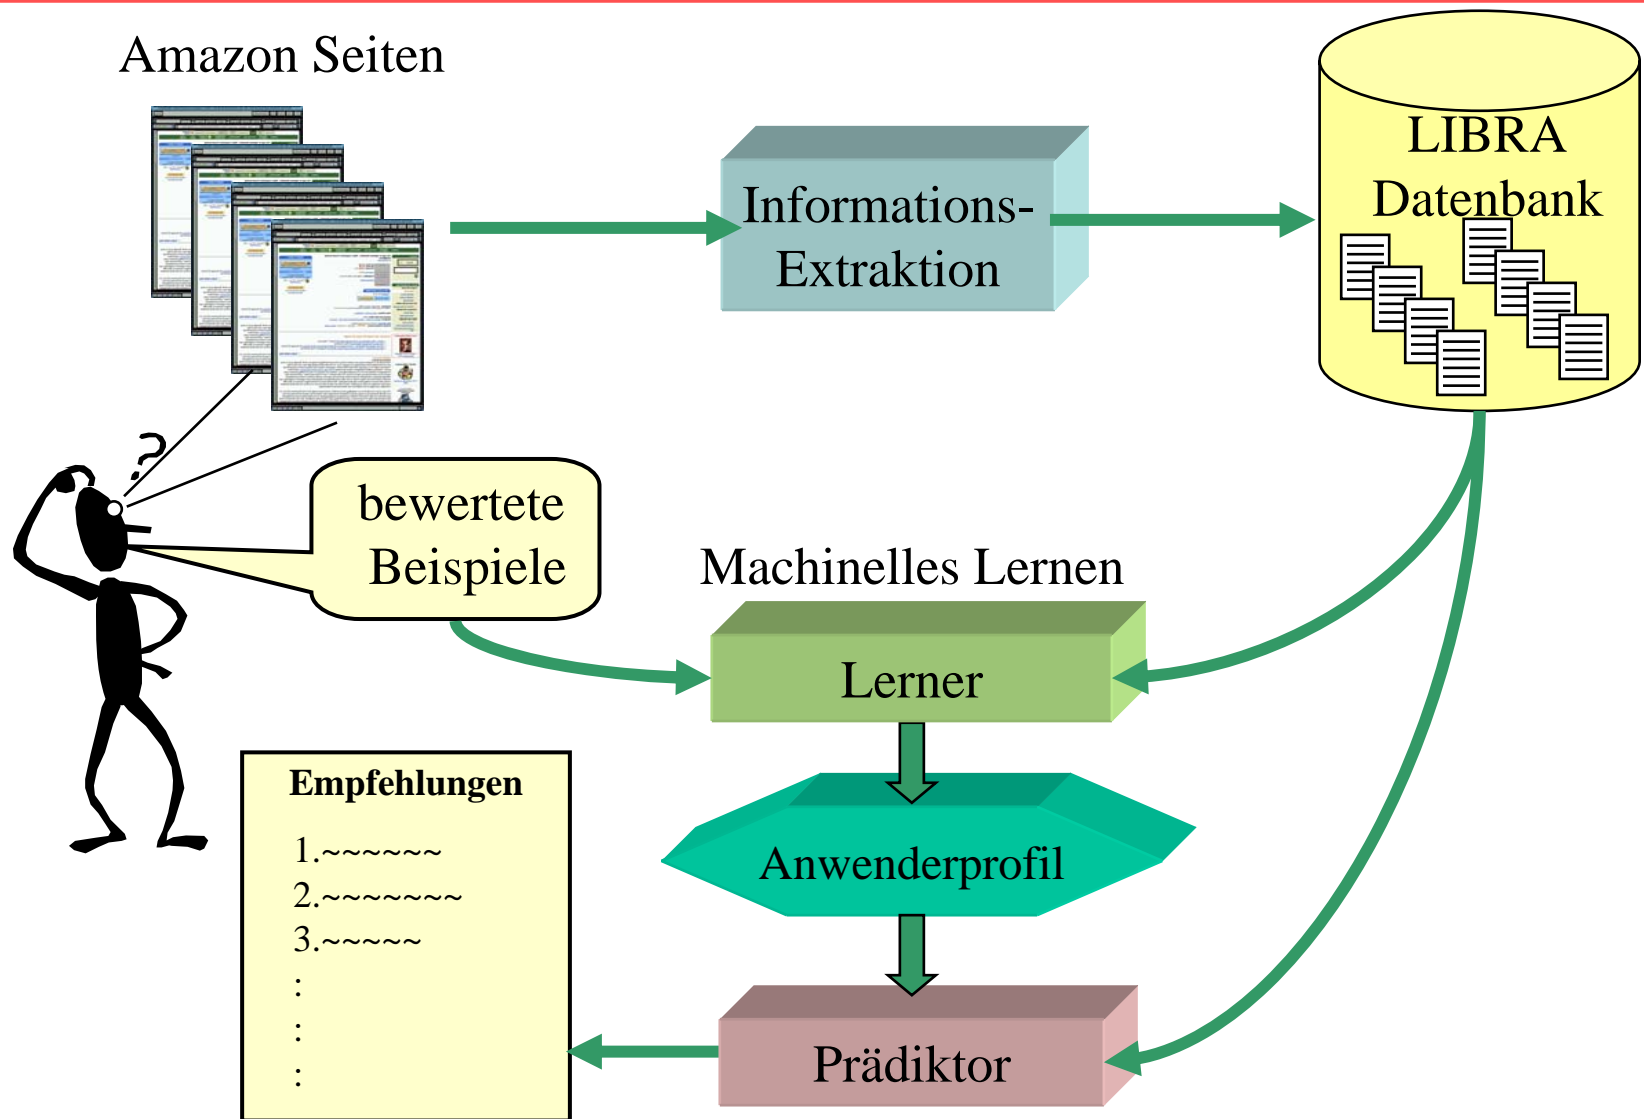 Amazon Seiten
LIBRA
Datenbank
Informations-
Extraktion
?
bewertete
Beispiele
Machinelles Lernen
Lerner
Empfehlungen
1.~~~~~~
2.~~~~~~~
3.~~~~~
:
:
:
Anwenderprofil
Prädiktor